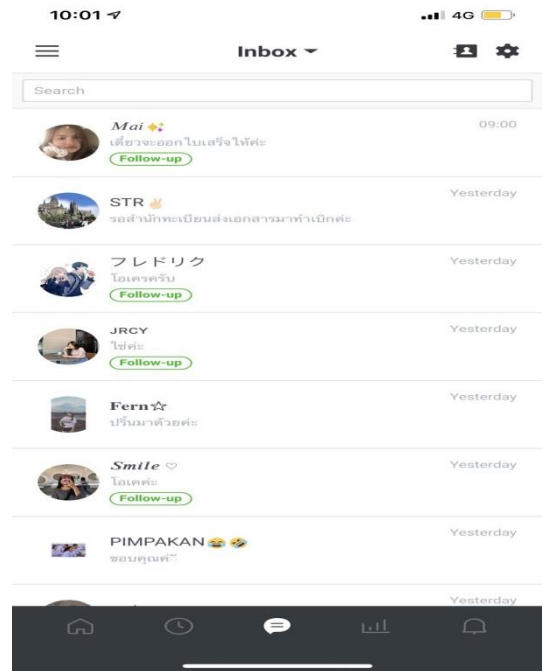 10:01
4G
Inbox
Search
Mai ✨
09:00
เดี๋ยวจะออกใบเสร็จให้ค่ะ
Follow-up
STR ✌🏻
Yesterday
รอสำนักทะเบียนส่งเอกสารมาทำเบิกค่ะ
フレドリク
Yesterday
โอเครครับ
Follow-up
JRCY
Yesterday
ใช่ค่ะ
Follow-up
Fern☆
Yesterday
ปริ้นมาด้วยค่ะ
Smile ♡
Yesterday
โอเคค่ะ
Follow-up
PIMPAKAN😂🤣
Yesterday
ขอบคุณค่ะ
Yesterday